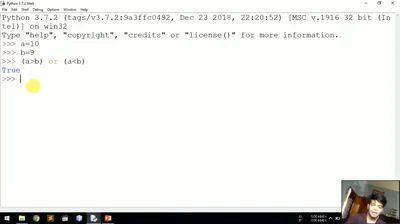 Python 3.7.2 Shell
File Edit Shell Debug Options Window Help
Python 3.7.2 (tags/v3.7.2:9a3ffc0492, Dec 23 2018, 22:20:52) [MSC v.1916 32 bit (In
tel)] on win32
Type "help", "copyright", "credits" or "license()" for more information.
>>> a=10
>>> b=9
>>> (a>b) or (a<b)
True
>>>